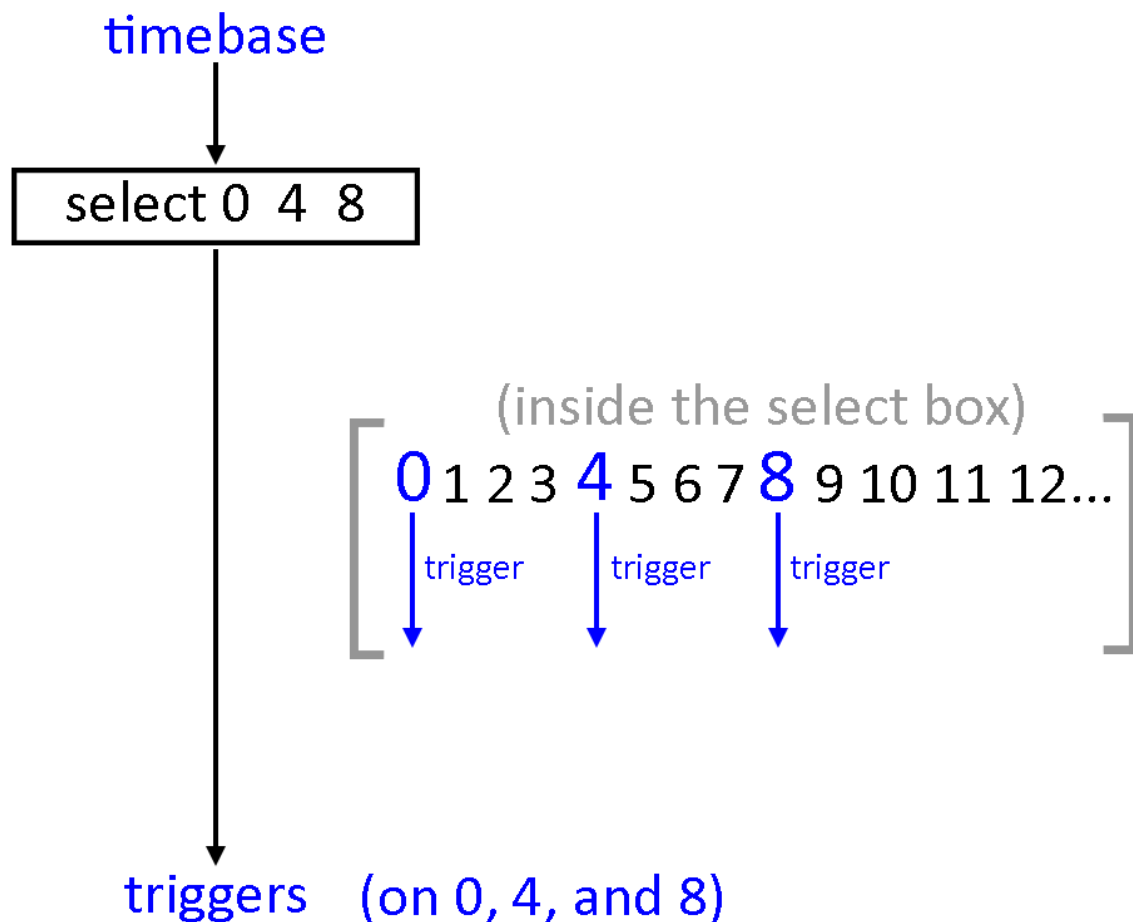 timebase
select 0 4 8
(inside the select box)
0 1 2 3 4 5 6 7 8 9 10 11 12...
trigger trigger trigger
triggers (on 0, 4, and 8)